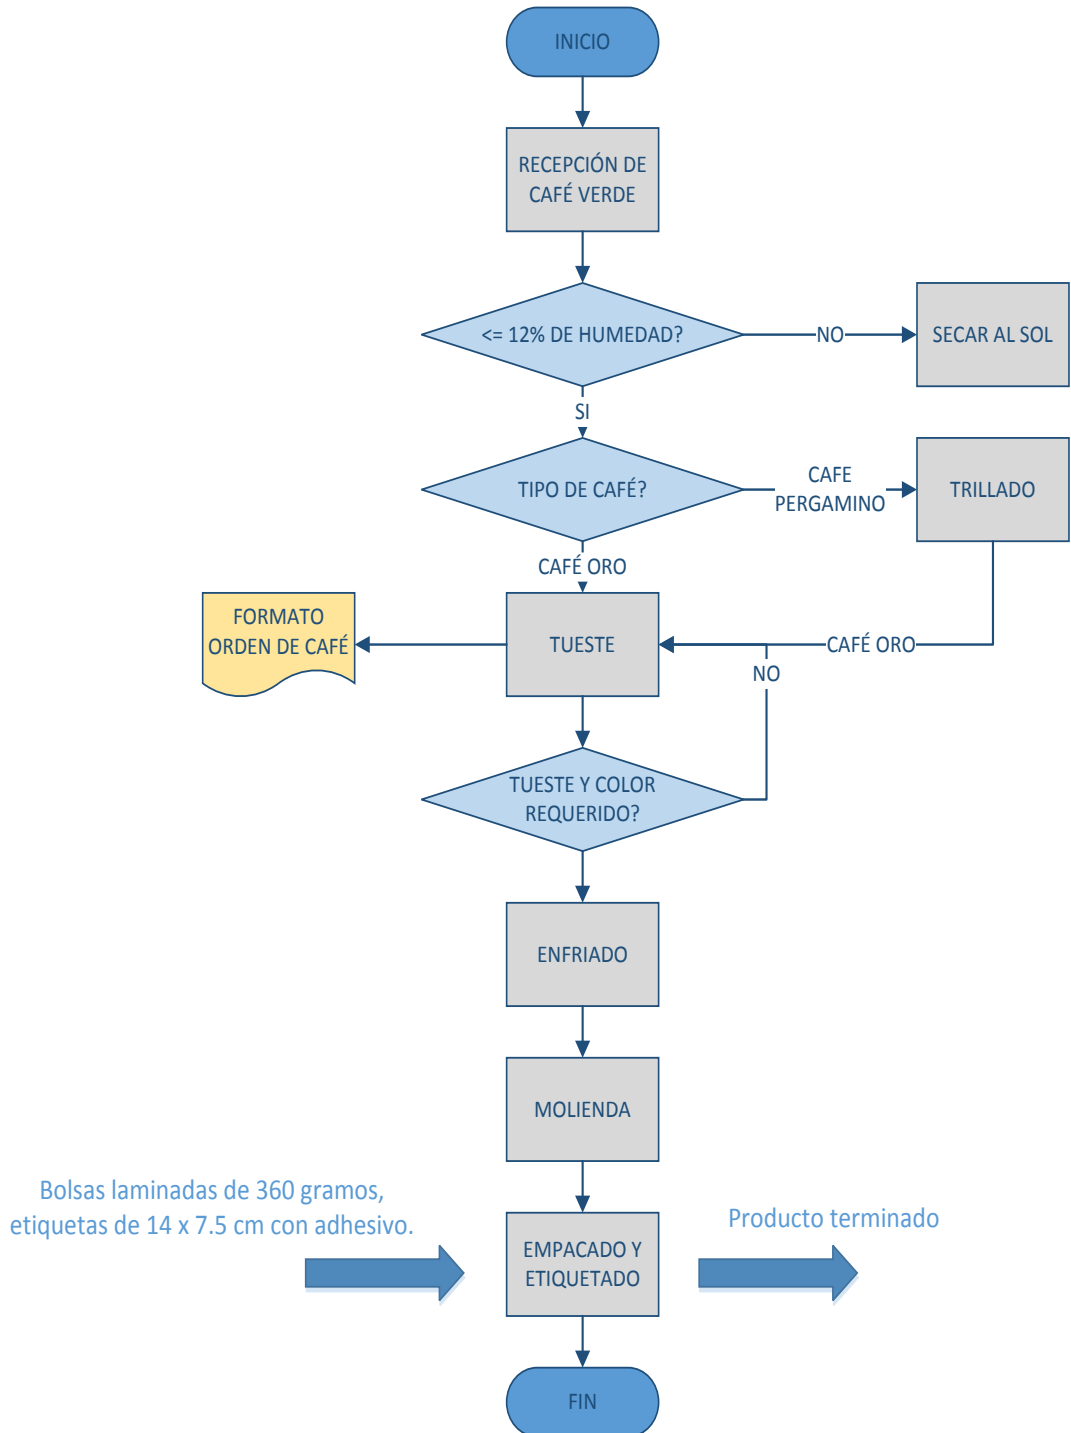 INICIO
RECEPCIÓN DE
CAFÉ VERDE
<= 12% DE HUMEDAD?
NO
SECAR AL SOL
SI
TIPO DE CAFÉ?
CAFE
PERGAMINO
TRILLADO
CAFÉ ORO
FORMATO
ORDEN DE CAFÉ
TUESTE
CAFÉ ORO
NO
TUESTE Y COLOR
REQUERIDO?
ENFRIADO
MOLIENDA
Bolsas laminadas de 360 gramos,
etiquetas de 14 x 7.5 cm con adhesivo.
EMPACADO Y
ETIQUETADO
Producto terminado
FIN